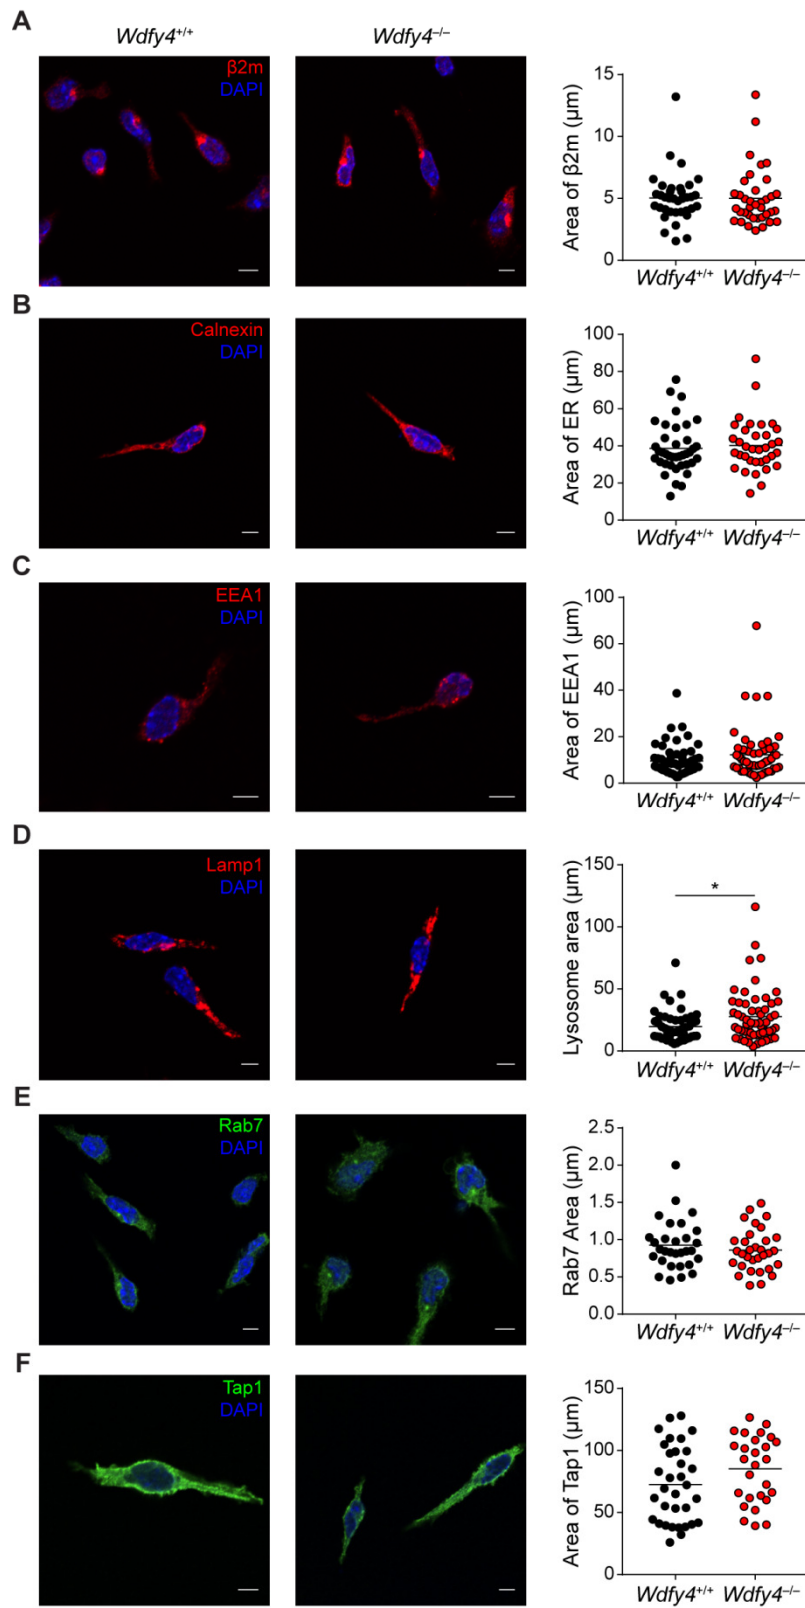 A
Wdfy4+/+
Wdfy4–/–
β2m
DAPI
Area of β2m (µm)
15
10
5
0
Wdfy4+/+ Wdfy4–/–
B
Calnexin
DAPI
Area of ER (µm)
100
80
60
40
20
0
Wdfy4+/+ Wdfy4–/–
C
EEA1
DAPI
Area of EEA1 (µm)
100
60
40
20
0
Wdfy4+/+ Wdfy4–/–
D
Lamp1
DAPI
Lysosome area (µm)
150
100
50
0
*
Wdfy4+/+ Wdfy4–/–
E
Rab7
DAPI
Rab7 Area (µm)
2.5
2.0
1.5
1.0
0.5
0.0
Wdfy4+/+ Wdfy4–/–
F
Tap1
DAPI
Area of Tap1 (µm)
150
100
50
0
Wdfy4+/+ Wdfy4–/–